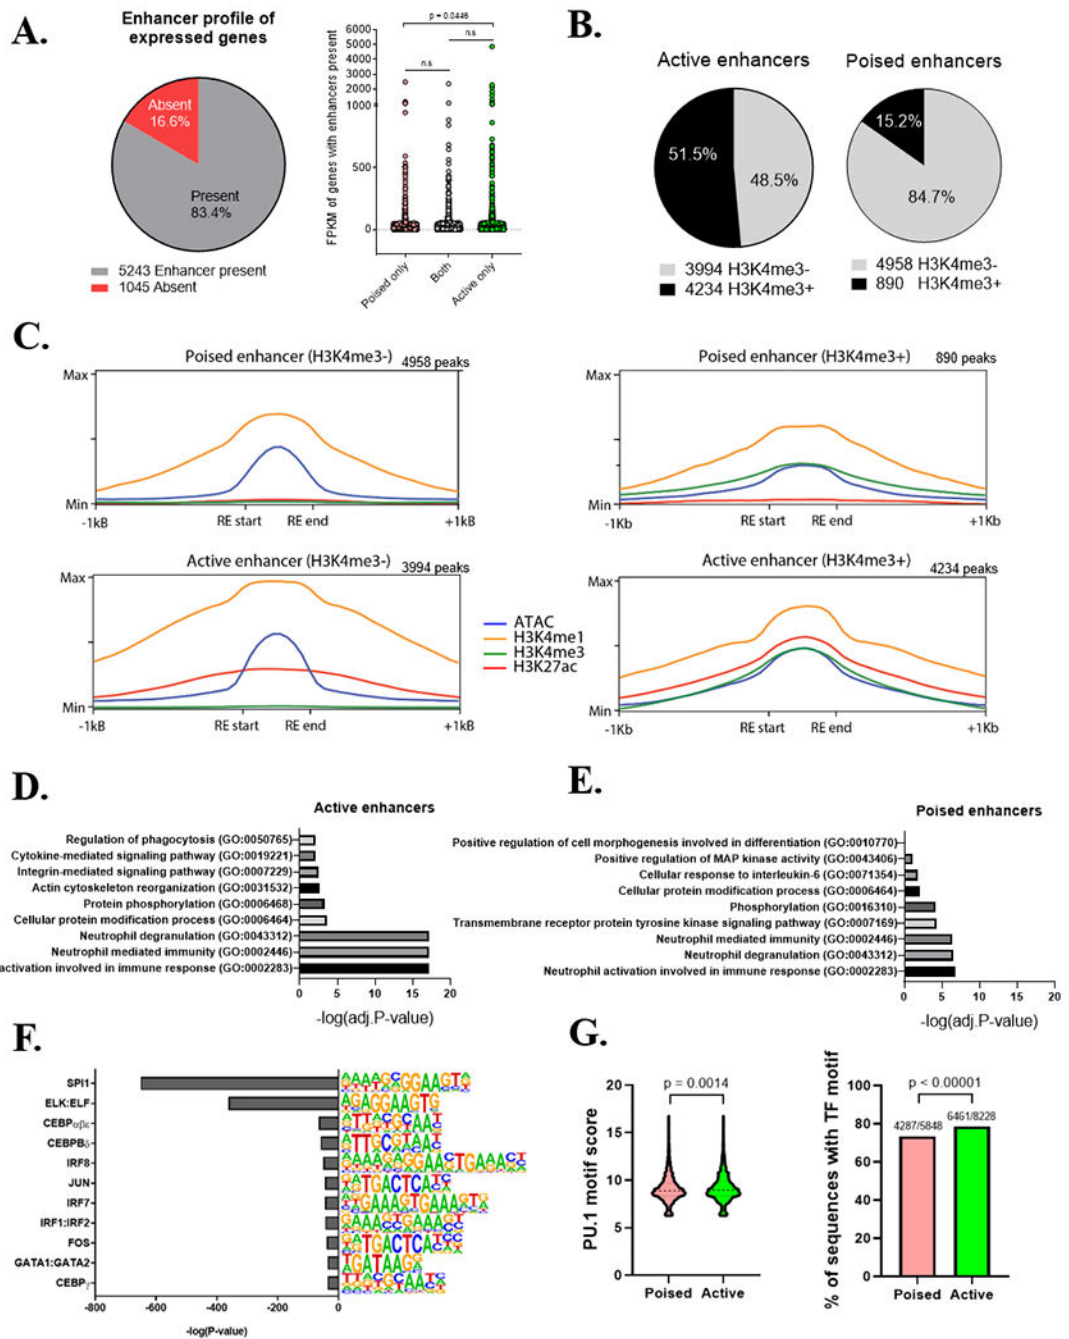 A.
Enhancer profile of
expressed genes
Absent
16.6%
Present
83.4%
5243 Enhancer present
1045 Absent
p = 0.0446
n.s
n.s
FPKM of genes with enhancers present
6000
5000
4000
3000
2000
1000
500
0
Poised only
Both
Active only
B.
Active enhancers
51.5%
48.5%
3994 H3K4me3-
4234 H3K4me3+
Poised enhancers
15.2%
84.7%
4958 H3K4me3-
890 H3K4me3+
C.
Poised enhancer (H3K4me3-)
4958 peaks
Max
Min
-1kB
RE start
RE end
+1kB
Poised enhancer (H3K4me3+)
890 peaks
Max
Min
-1Kb
RE start
RE end
+1Kb
Active enhancer (H3K4me3-)
3994 peaks
Max
Min
-1kB
RE start
RE end
+1kB
ATAC
H3K4me1
H3K4me3
H3K27ac
Active enhancer (H3K4me3+)
4234 peaks
Max
Min
-1Kb
RE start
RE end
+1Kb
D.
Active enhancers
Regulation of phagocytosis (GO:0050765)
Cytokine-mediated signaling pathway (GO:0019221)
Integrin-mediated signaling pathway (GO:0007229)
Actin cytoskeleton reorganization (GO:0031532)
Protein phosphorylation (GO:0006468)
Cellular protein modification process (GO:0006464)
Neutrophil degranulation (GO:0043312)
Neutrophil mediated immunity (GO:0002446)
activation involved in immune response (GO:0002283)
0 5 10 15 20
-log(adj.P-value)
E.
Poised enhancers
Positive regulation of cell morphogenesis involved in differentiation (GO:0010770)
Positive regulation of MAP kinase activity (GO:0043406)
Cellular response to interleukin-6 (GO:0071354)
Cellular protein modification process (GO:0006464)
Phosphorylation (GO:0016310)
Transmembrane receptor protein tyrosine kinase signaling pathway (GO:0007169)
Neutrophil mediated immunity (GO:0002446)
Neutrophil degranulation (GO:0043312)
Neutrophil activation involved in immune response (GO:0002283)
0 5 10 15 20
-log(adj.P-value)
F.
SPI1
ELK:ELF
CEBPαβε
CEBPBδ
IRF8
JUN
IRF7
IRF1:IRF2
FOS
GATA1:GATA2
CEBPγ
-800 -600 -400 -200 0
-log(P-value)
G.
p = 0.0014
PU.1 motif score
20
15
10
5
0
Poised
Active
p < 0.00001
4287/5848
6461/8228
% of sequences with TF motif
100
80
60
40
20
0
Poised
Active